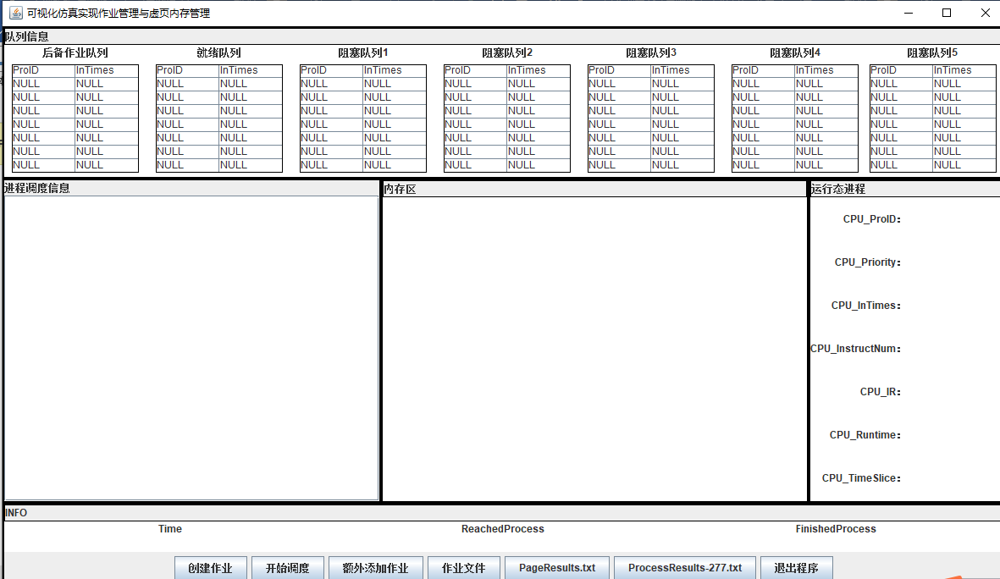 可视化仿真实现作业管理与虚页内存管理
队列信息
后备作业队列 就绪队列 阻塞队列1 阻塞队列2 阻塞队列3 阻塞队列4 阻塞队列5
ProID InTimes ProID InTimes ProID InTimes ProID InTimes ProID InTimes ProID InTimes ProID InTimes
NULL NULL NULL NULL NULL NULL NULL NULL NULL NULL NULL NULL NULL NULL
NULL NULL NULL NULL NULL NULL NULL NULL NULL NULL NULL NULL NULL NULL
NULL NULL NULL NULL NULL NULL NULL NULL NULL NULL NULL NULL NULL NULL
NULL NULL NULL NULL NULL NULL NULL NULL NULL NULL NULL NULL NULL NULL
NULL NULL NULL NULL NULL NULL NULL NULL NULL NULL NULL NULL NULL NULL
NULL NULL NULL NULL NULL NULL NULL NULL NULL NULL NULL NULL NULL NULL
NULL NULL NULL NULL NULL NULL NULL NULL NULL NULL NULL NULL NULL NULL
进程调度信息 内存区 运行态进程
CPU_ProID：
CPU_Priority：
CPU_InTimes：
CPU_InstructNum：
CPU_IR：
CPU_Runtime：
CPU_TimeSlice：
INFO
Time ReachedProcess FinishedProcess
创建作业 开始调度 额外添加作业 作业文件 PageResults.txt ProcessResults-277.txt 退出程序